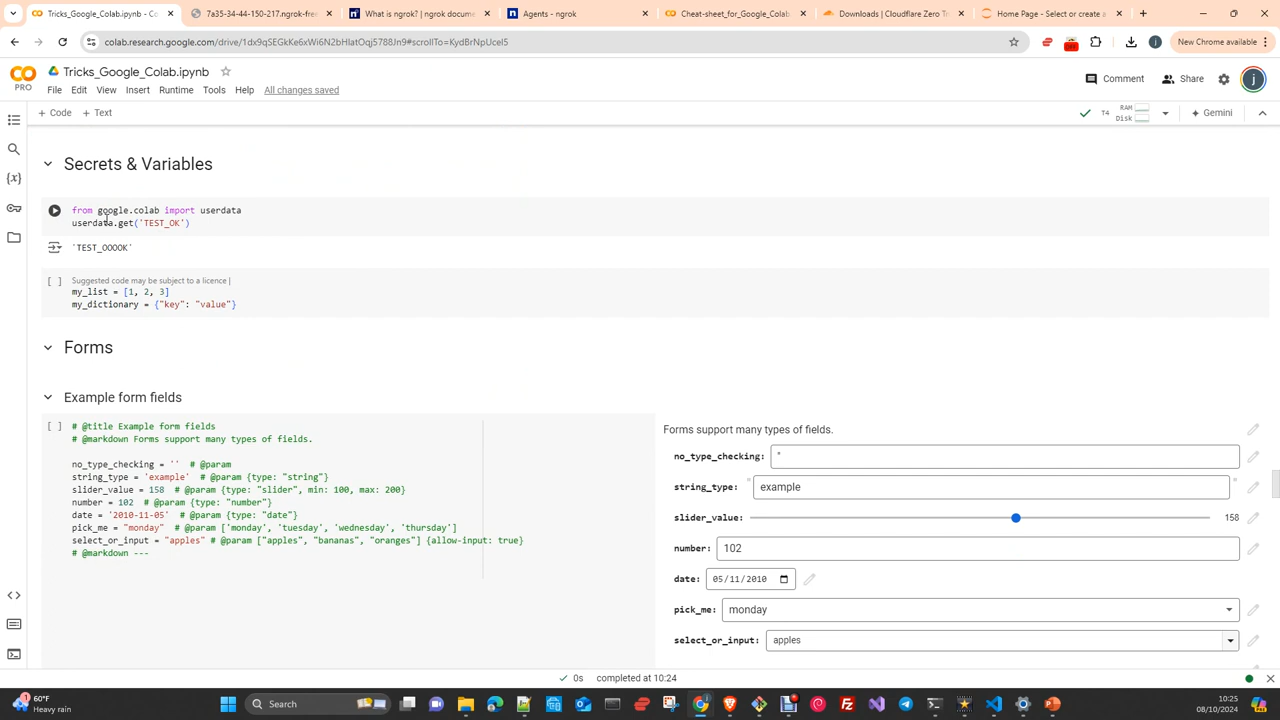 Tricks_Google_Colab.ipynb - Co
7a35-34-44-150-217.ngrok-free
What is ngrok? | ngrok docume
Agents - ngrok
Cheat-sheet_for_Google_Colab
Downloads | Cloudflare Zero T
Home Page - Select or create a
colab.research.google.com/drive/1dx9qSEGkKe6xWi6N2bHIatOqj5788Jn9#scrollTo=KydBrNpUceI5
New Chrome available
CO
PRO
Tricks_Google_Colab.ipynb
File Edit View Insert Runtime Tools Help All changes saved
Comment
Share
j
+ Code + Text
T4
RAM
Disk
Gemini
Secrets & Variables
from google.colab import userdata
userdata.get('TEST_OK')
'TEST_OOOOK'
[ ] Suggested code may be subject to a licence |
my_list = [1, 2, 3]
my_dictionary = {"key": "value"}
Forms
Example form fields
[ ] # @title Example form fields
# @markdown Forms support many types of fields.
no_type_checking = ''  # @param
string_type = 'example'  # @param {type: "string"}
slider_value = 158  # @param {type: "slider", min: 100, max: 200}
number = 102  # @param {type: "number"}
date = '2010-11-05'  # @param {type: "date"}
pick_me = "monday"  # @param ['monday', 'tuesday', 'wednesday', 'thursday']
select_or_input = "apples" # @param ["apples", "bananas", "oranges"] {allow-input: true}
# @markdown ---
Forms support many types of fields.
no_type_checking: ''
string_type: " example "
slider_value: 158
number: 102
date: 05/11/2010
pick_me: monday
select_or_input: apples
0s completed at 10:24
60°F
Heavy rain
Search
10:25
08/10/2024